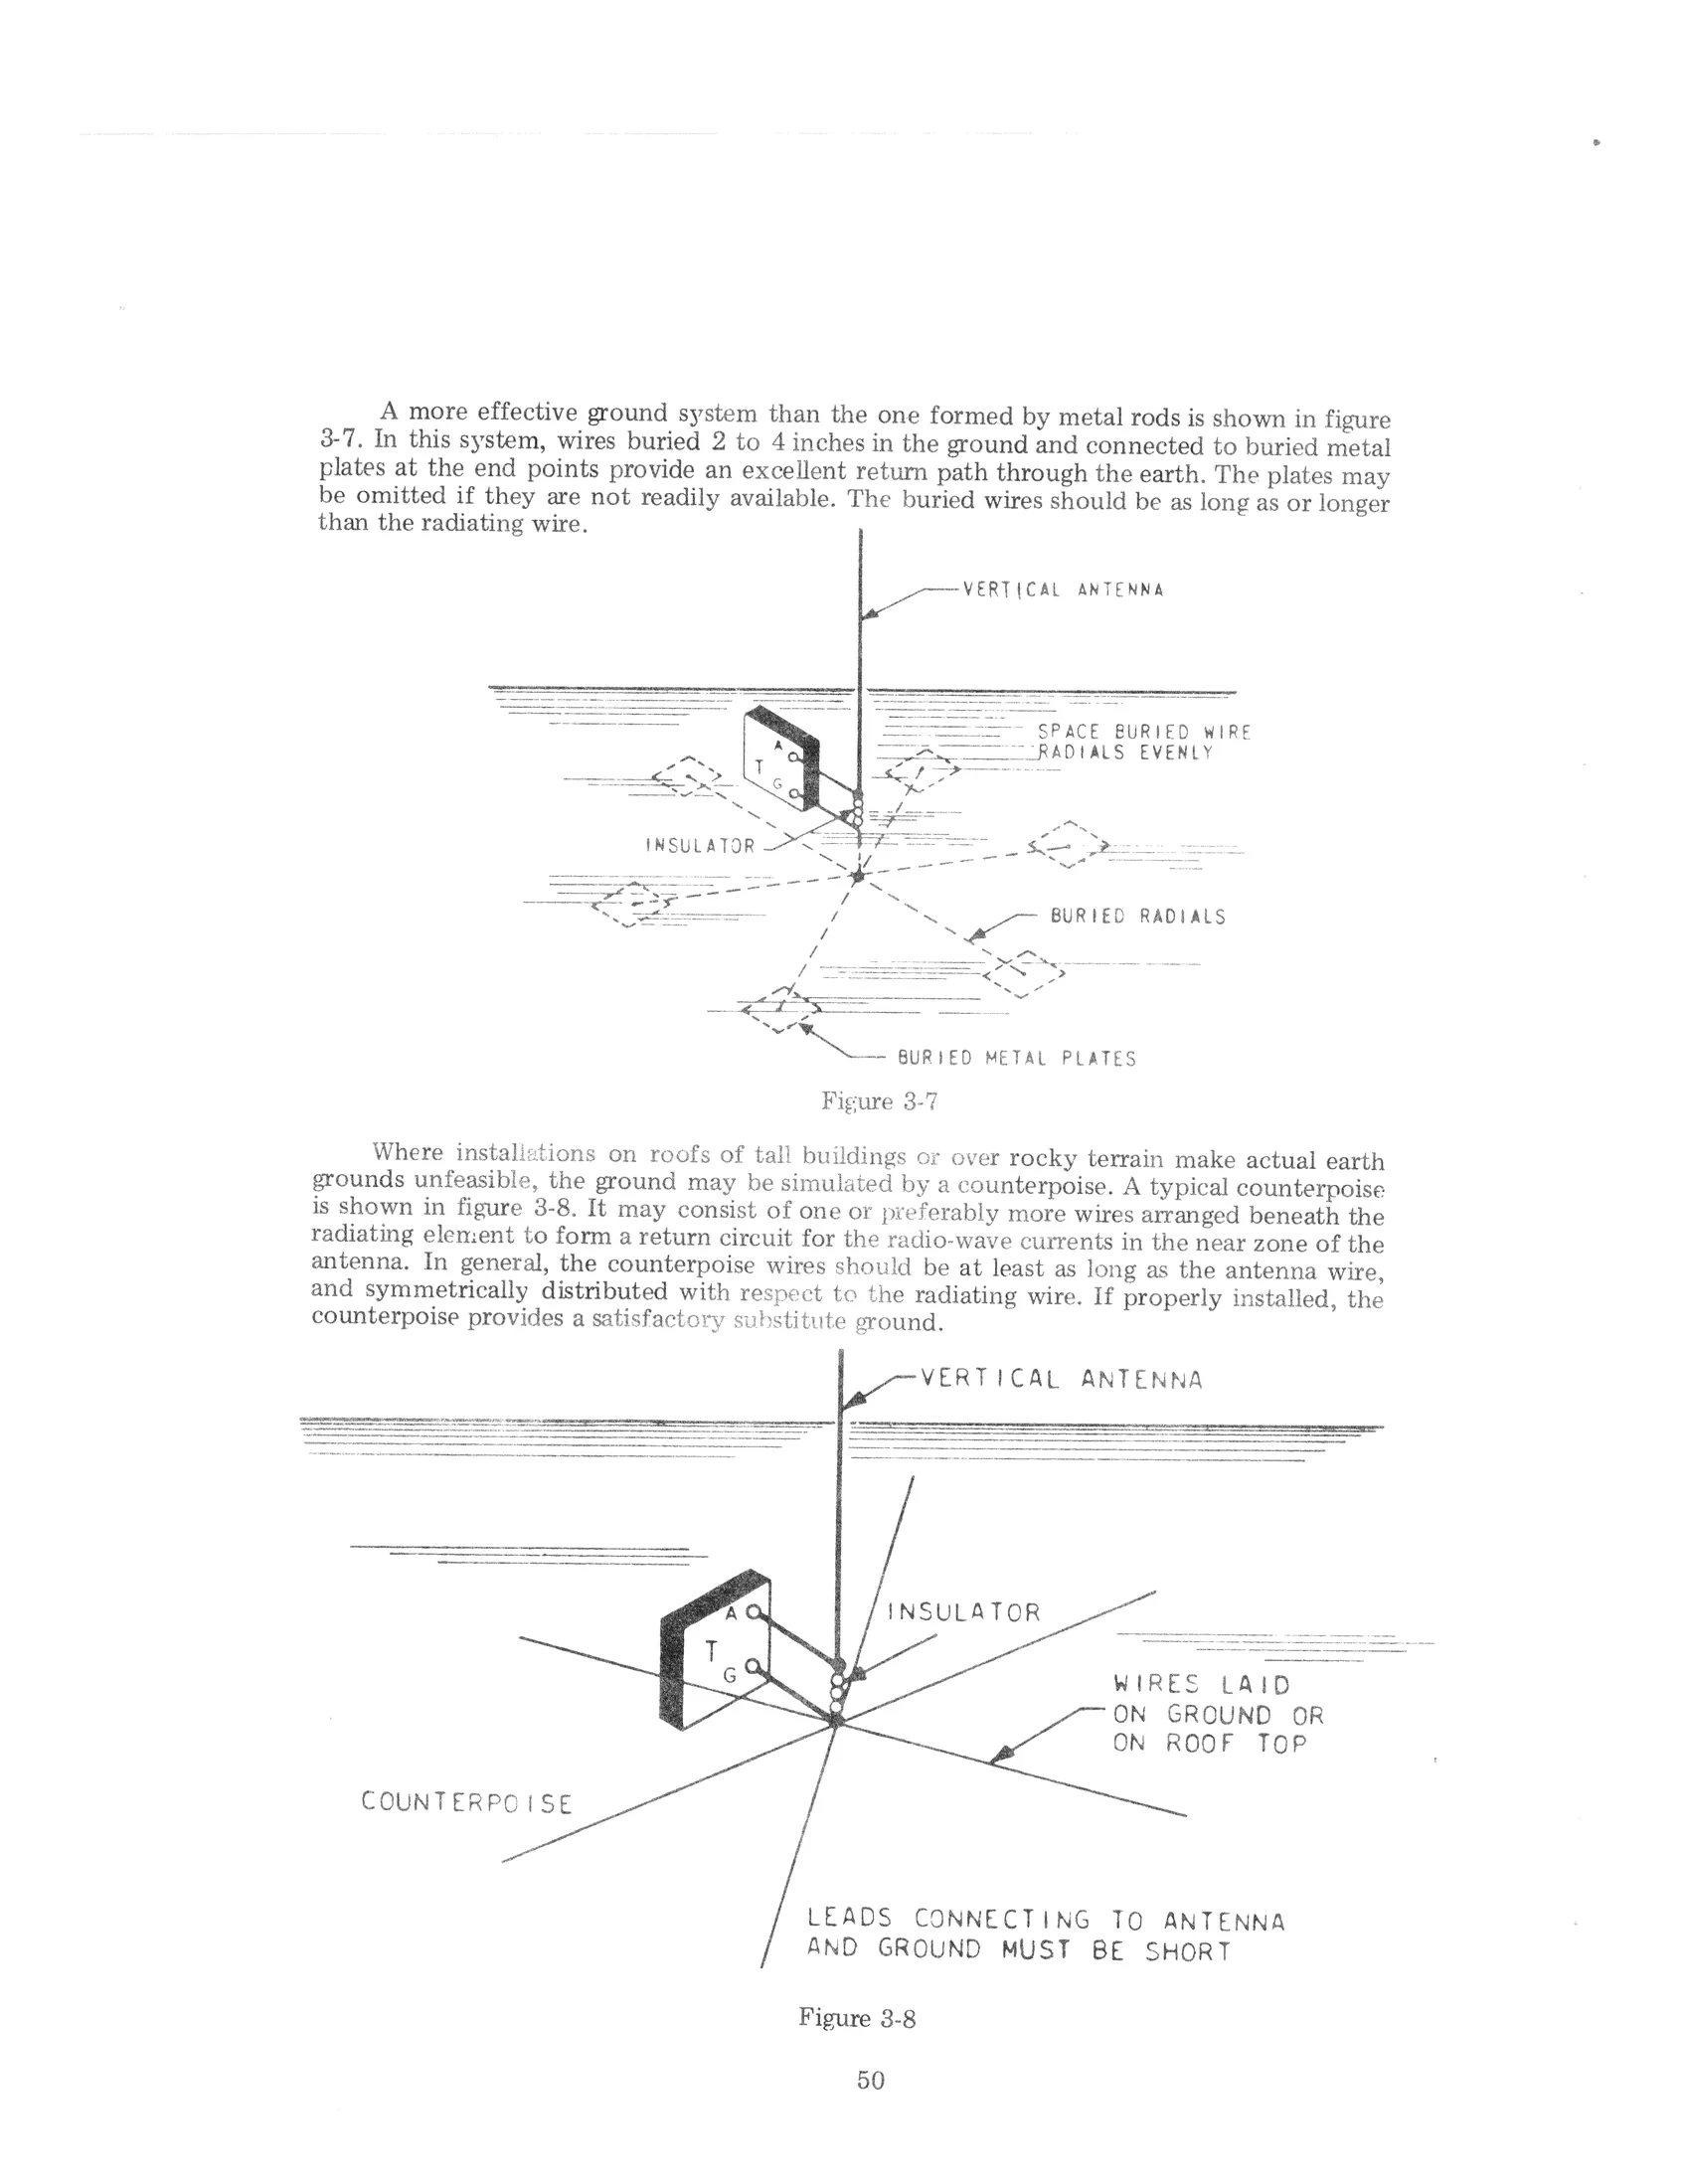 A more effective ground system than the one formed by metal rods is shown in figure
3-7. In this system, wires buried 2 to 4 inches in the ground and connected to buried metal
plates at the end points provide an excellent return path through the earth. The plates may
be omitted if they are not readily available. The buried wires should be as long as or longer
than the radiating wire.
VERTICAL ANTENNA
SPACE BURIED WIRE
RADIALS EVENLY
A
T
G
INSULATOR
BURIED RADIALS
BURIED METAL PLATES
Figure 3-7
Where installations on roofs of tall buildings or over rocky terrain make actual earth
grounds unfeasible, the ground may be simulated by a counterpoise. A typical counterpoise
is shown in figure 3-8. It may consist of one or preferably more wires arranged beneath the
radiating element to form a return circuit for the radio-wave currents in the near zone of the
antenna. In general, the counterpoise wires should be at least as long as the antenna wire,
and symmetrically distributed with respect to the radiating wire. If properly installed, the
counterpoise provides a satisfactory substitute ground.
VERTICAL ANTENNA
A
INSULATOR
T
G
WIRES LAID
ON GROUND OR
ON ROOF TOP
COUNTERPOISE
LEADS CONNECTING TO ANTENNA
AND GROUND MUST BE SHORT
Figure 3-8
50